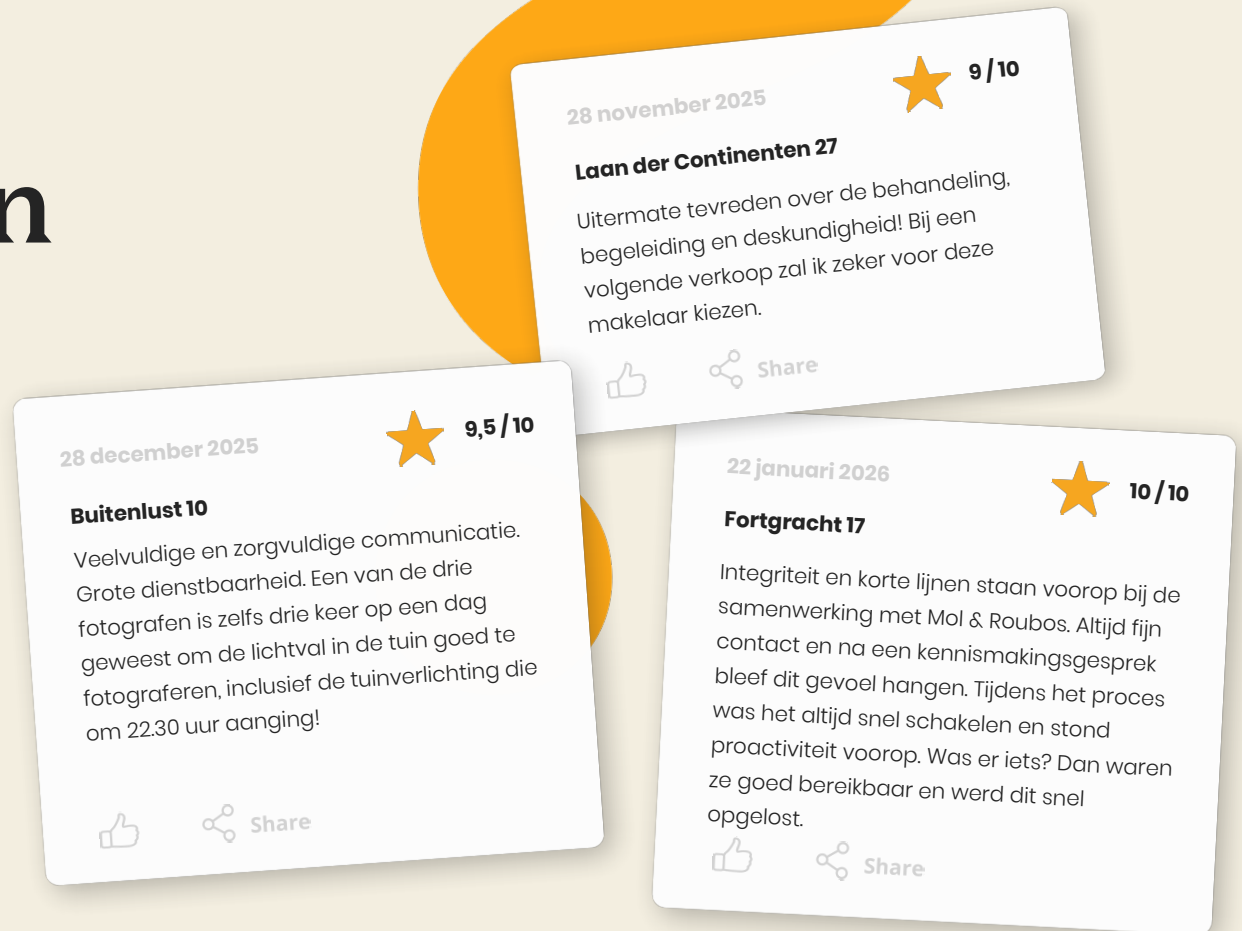 n
28 november 2025
9 / 10
Laan der Continenten 27
Uitermate tevreden over de behandeling,
begeleiding en deskundigheid! Bij een
volgende verkoop zal ik zeker voor deze
makelaar kiezen.
Share
28 december 2025
9,5 / 10
Buitenlust 10
Veelvuldige en zorgvuldige communicatie.
Grote dienstbaarheid. Een van de drie
fotografen is zelfs drie keer op een dag
geweest om de lichtval in de tuin goed te
fotograferen, inclusief de tuinverlichting die
om 22.30 uur aanging!
Share
22 januari 2026
10 / 10
Fortgracht 17
Integriteit en korte lijnen staan voorop bij de
samenwerking met Mol & Roubos. Altijd fijn
contact en na een kennismakingsgesprek
bleef dit gevoel hangen. Tijdens het proces
was het altijd snel schakelen en stond
proactiviteit voorop. Was er iets? Dan waren
ze goed bereikbaar en werd dit snel
opgelost.
Share